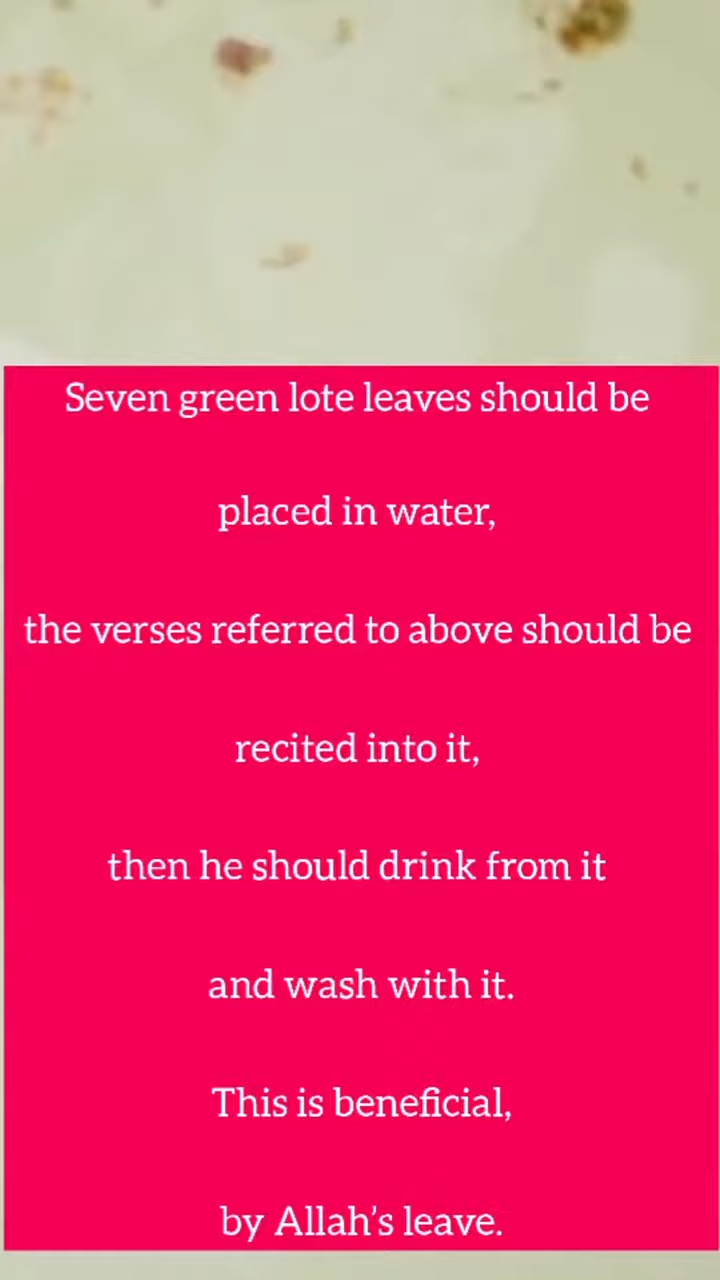 Seven green lote leaves should be
placed in water,
the verses referred to above should be
recited into it,
then he should drink from it
and wash with it.
This is beneficial,
by Allah’s leave.